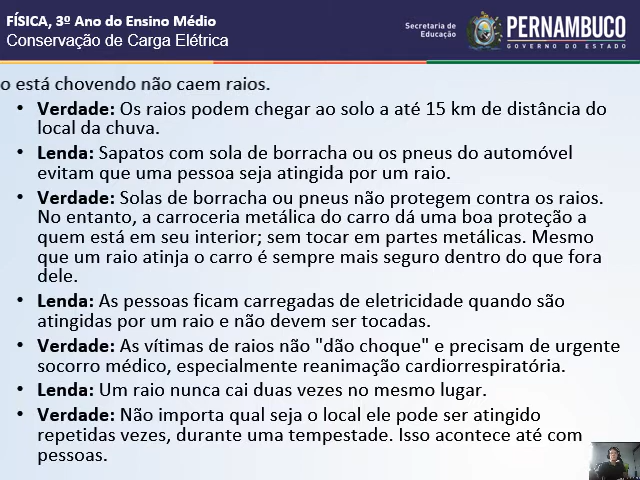 FÍSICA, 3º Ano do Ensino Médio
Conservação de Carga Elétrica
Secretaria de
Educação
PERNAMBUCO
GOVERNO DO ESTADO
o está chovendo não caem raios.
• Verdade: Os raios podem chegar ao solo a até 15 km de distância do
local da chuva.
• Lenda: Sapatos com sola de borracha ou os pneus do automóvel
evitam que uma pessoa seja atingida por um raio.
• Verdade: Solas de borracha ou pneus não protegem contra os raios.
No entanto, a carroceria metálica do carro dá uma boa proteção a
quem está em seu interior; sem tocar em partes metálicas. Mesmo
que um raio atinja o carro é sempre mais seguro dentro do que fora
dele.
• Lenda: As pessoas ficam carregadas de eletricidade quando são
atingidas por um raio e não devem ser tocadas.
• Verdade: As vítimas de raios não "dão choque" e precisam de urgente
socorro médico, especialmente reanimação cardiorrespiratória.
• Lenda: Um raio nunca cai duas vezes no mesmo lugar.
• Verdade: Não importa qual seja o local ele pode ser atingido
repetidas vezes, durante uma tempestade. Isso acontece até com
pessoas.